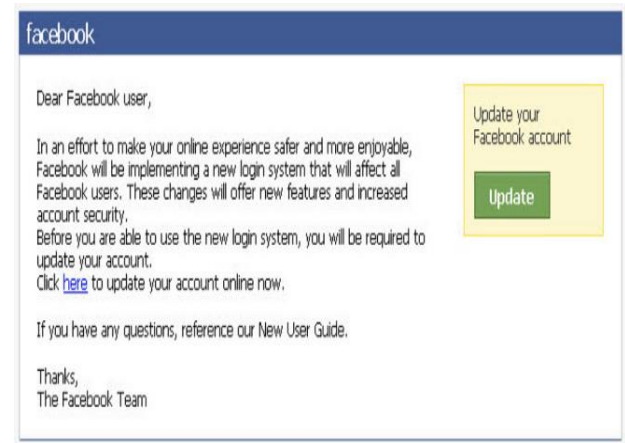 facebook
Dear Facebook user,
In an effort to make your online experience safer and more enjoyable,
Facebook will be implementing a new login system that will affect all
Facebook users. These changes will offer new features and increased
account security.
Before you are able to use the new login system, you will be required to
update your account.
Click here to update your account online now.
If you have any questions, reference our New User Guide.
Thanks,
The Facebook Team
Update your
Facebook account
Update